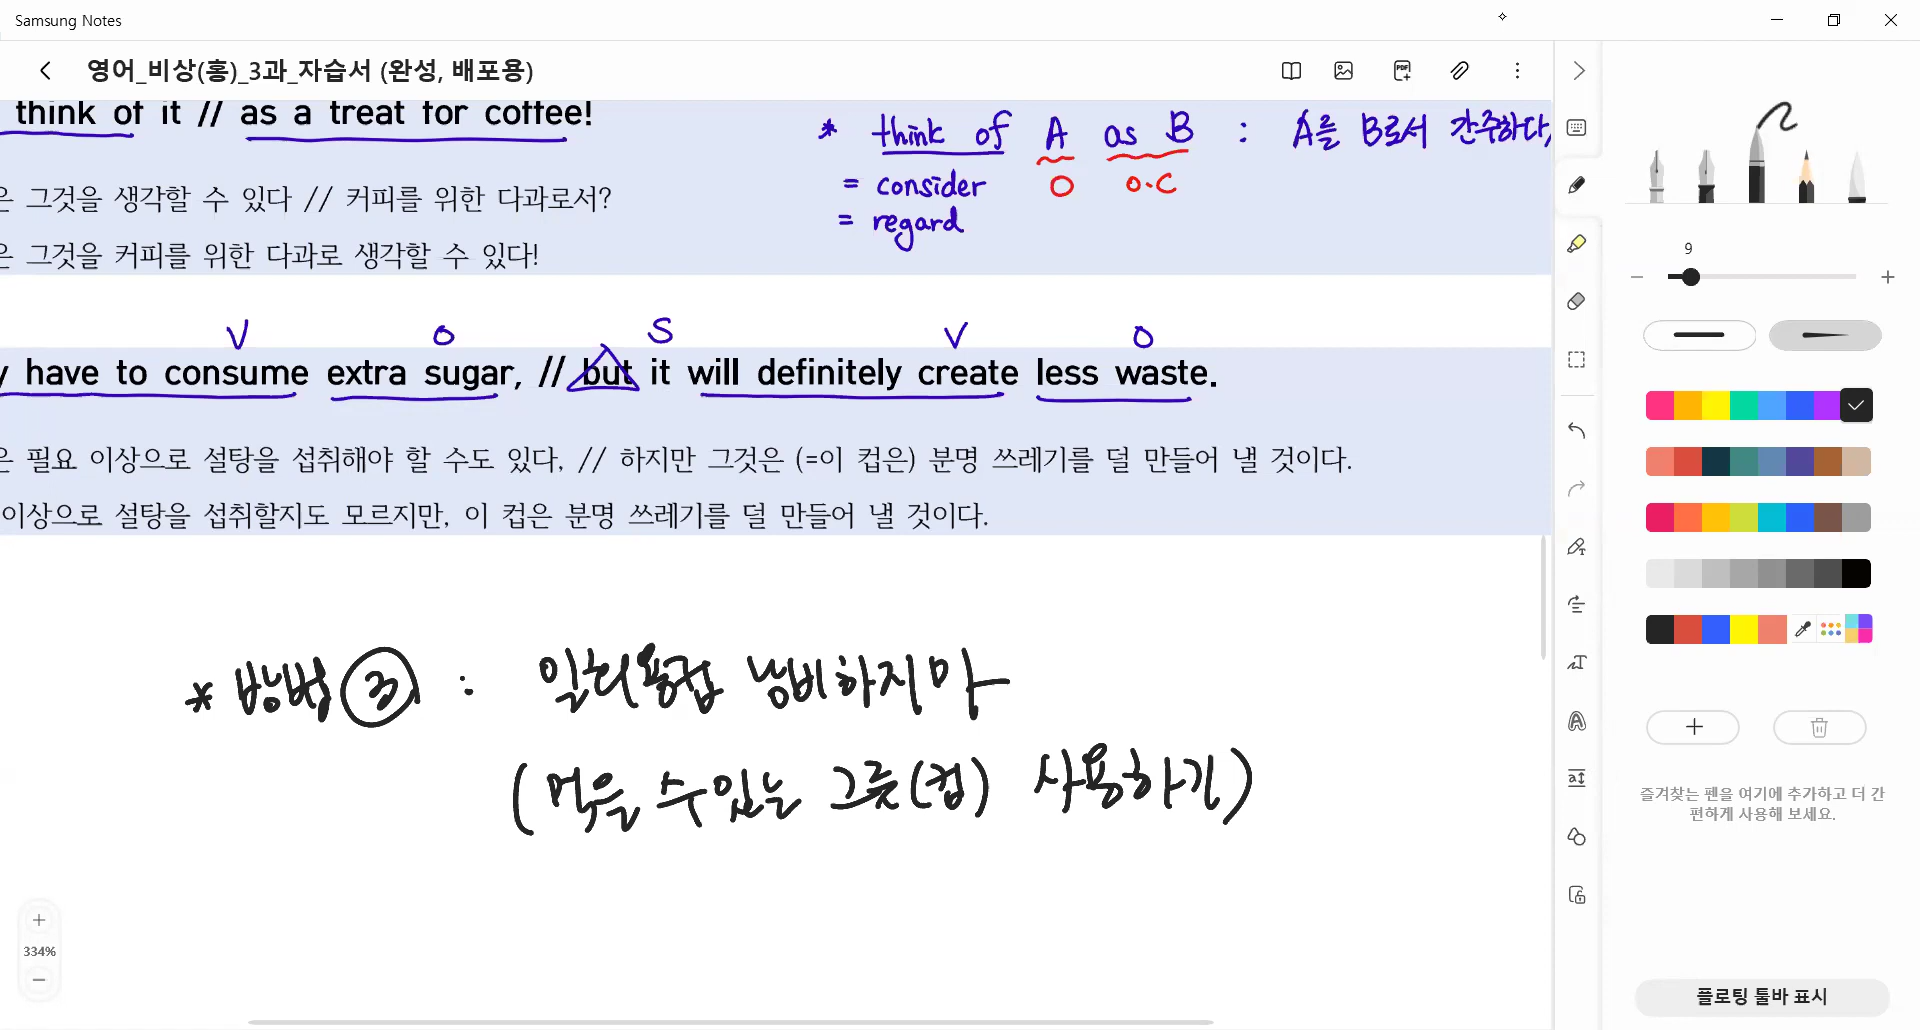 Samsung Notes
영어_비상(홍)_3과_자습서 (완성, 배포용)
think of it // as a treat for coffee!
* think of A as B : A를 B로서 간주하다,
= consider O O·C
= regard
은 그것을 생각할 수 있다 // 커피를 위한 다과로서?
은 그것을 커피를 위한 다과로 생각할 수 있다!
V O S V O
y have to consume extra sugar, // but it will definitely create less waste.
은 필요 이상으로 설탕을 섭취해야 할 수도 있다, // 하지만 그것은 (=이 컵은) 분명 쓰레기를 덜 만들어 낼 것이다.
이상으로 설탕을 섭취할지도 모르지만, 이 컵은 분명 쓰레기를 덜 만들어 낼 것이다.
* 방법 ③ : 일회용컵 낭비하지마
(먹을 수 있는 그릇(컵) 사용하기)
334%
PDF
9
즐겨찾는 펜을 여기에 추가하고 더 간
편하게 사용해 보세요.
플로팅 툴바 표시